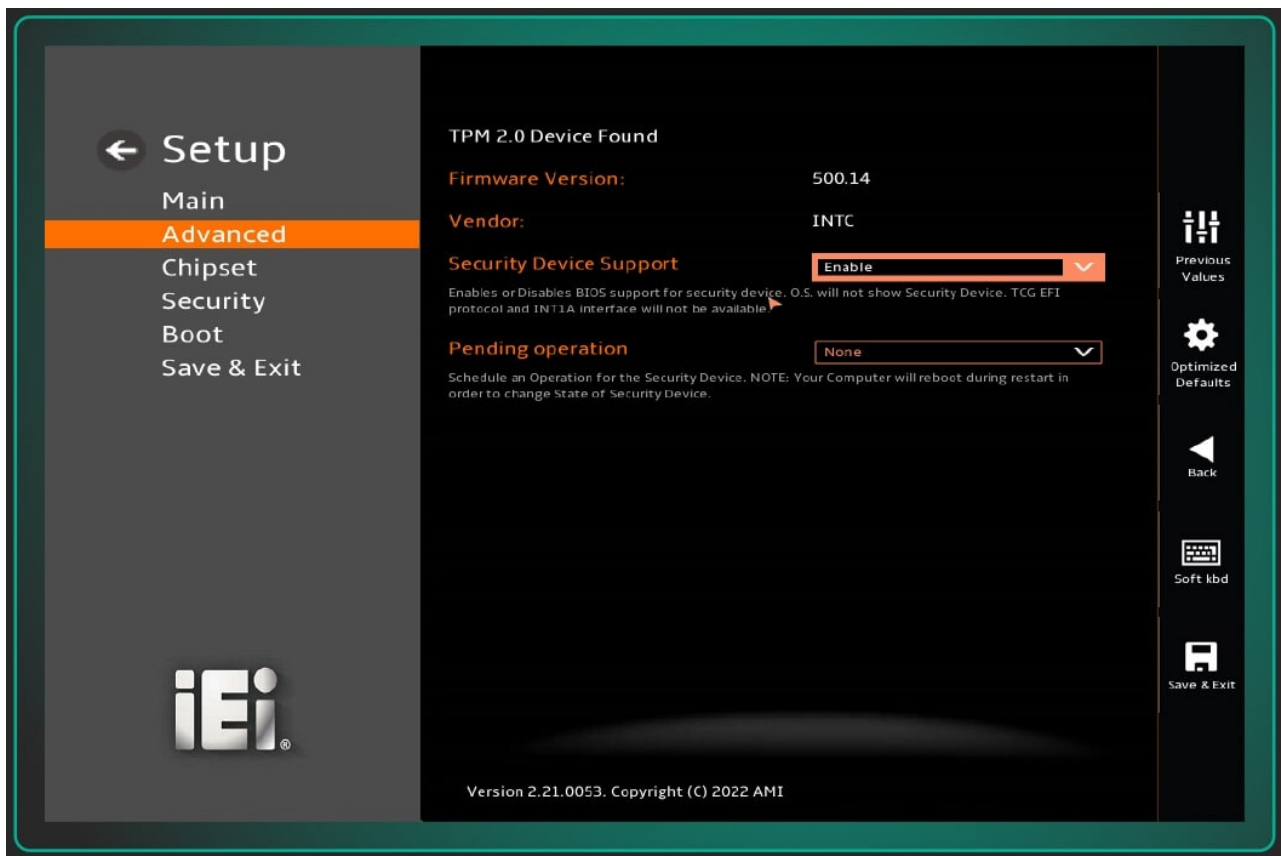 Setup
Main
Advanced
Chipset
Security
Boot
Save & Exit
iEi®
TPM 2.0 Device Found
Firmware Version: 500.14
Vendor: INTC
Security Device Support Enable
Enables or Disables BIOS support for security device. O.S. will not show Security Device. TCG EFI
protocol and INT1A interface will not be available.
Pending operation None
Schedule an Operation for the Security Device. NOTE: Your Computer will reboot during restart in
order to change State of Security Device.
Version 2.21.0053. Copyright (C) 2022 AMI
Previous
Values
Optimized
Defaults
Back
Soft kbd
Save & Exit